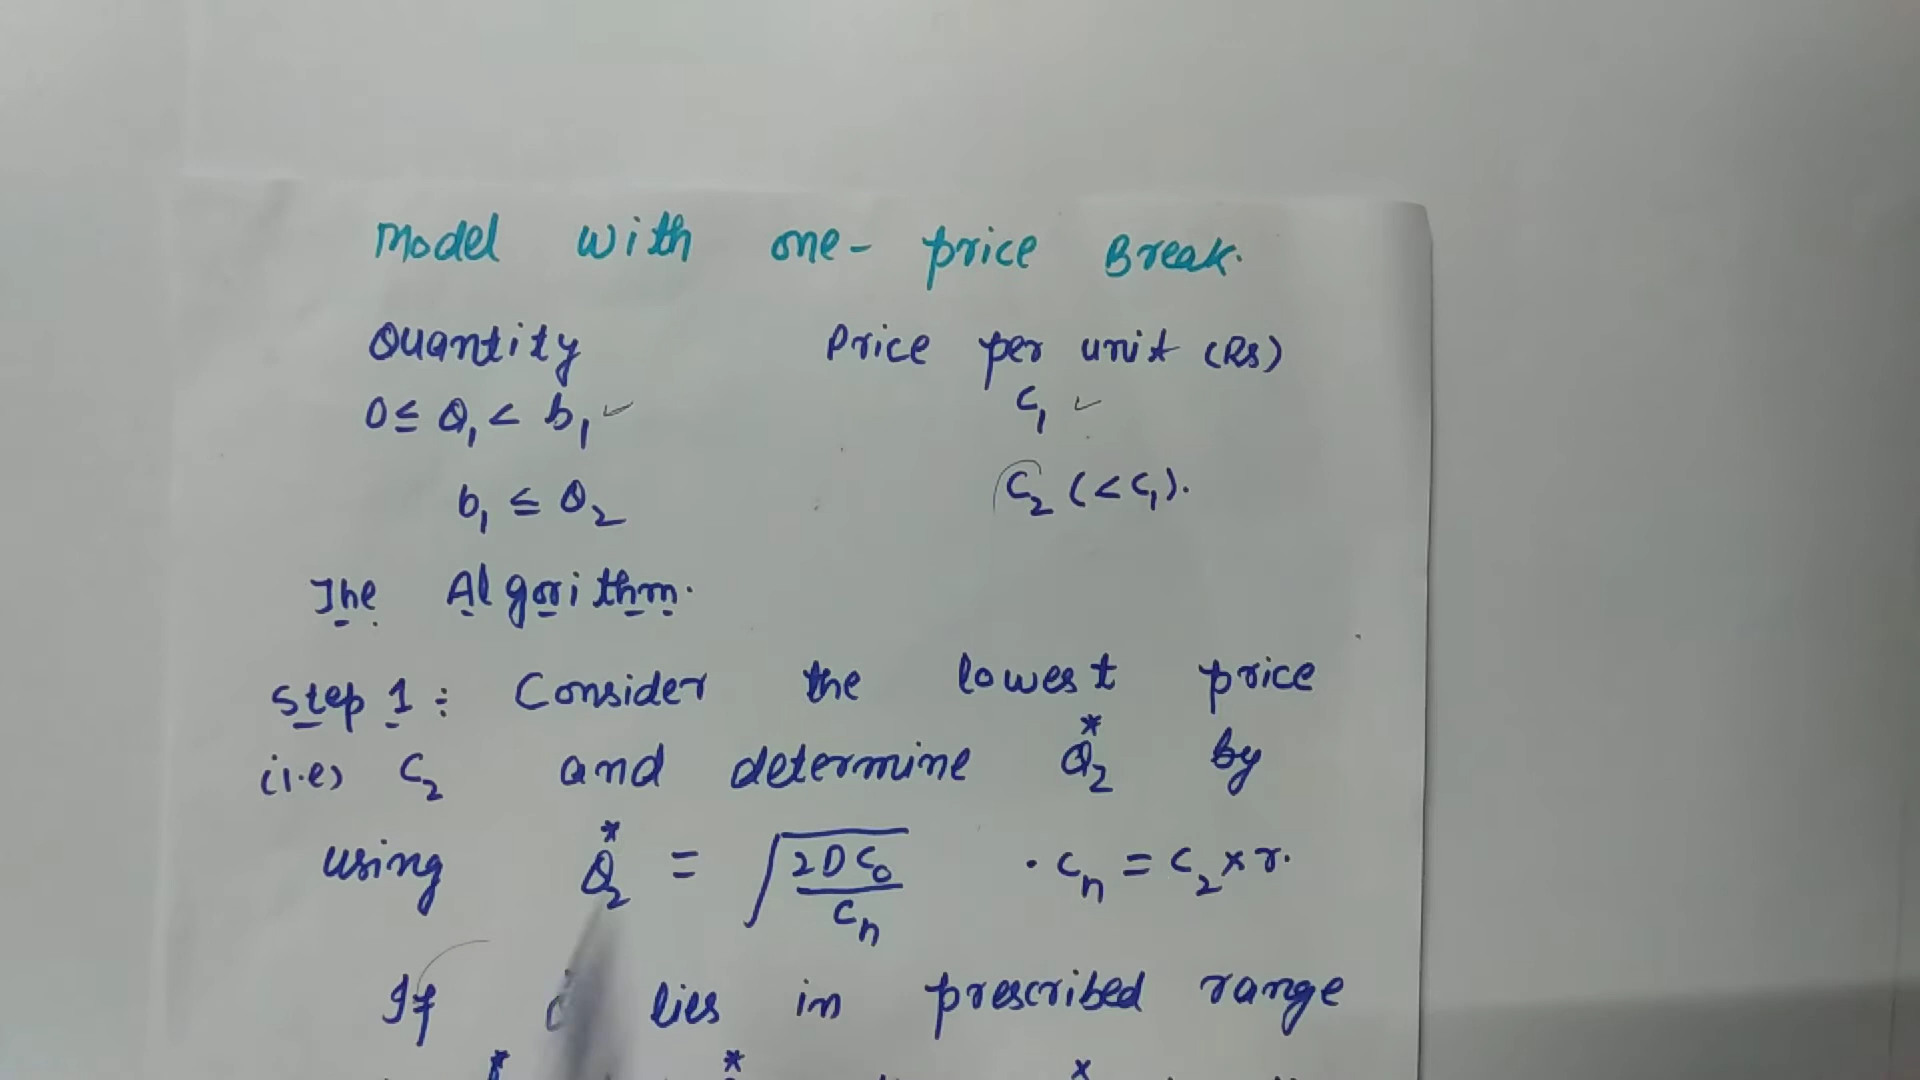 Model with one-price Break.
Quantity Price per unit (Rs)
0 ≤ Q₁ < b₁ ✓ C₁ ✓
b₁ ≤ Q₂ C₂ (< C₁).
The Algorithm.
Step 1: Consider the lowest price
(i.e) C₂ and determine Q₂* by
using Q₂* = √(2DC₀/Cₕ) . Cₕ = C₂ × r.
If lies in prescribed range